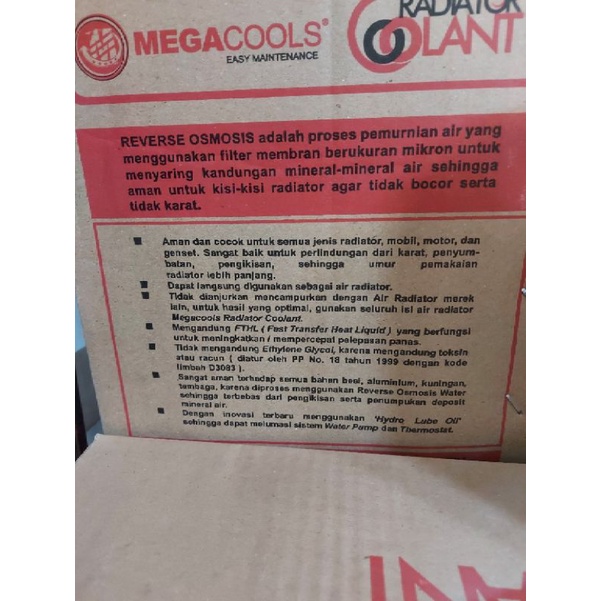 MEGACOOLS®
EASY MAINTENANCE
RADIATOR
COOLANT
REVERSE OSMOSIS adalah proses pemurnian air yang
menggunakan filter membran berukuran mikron untuk
menyaring kandungan mineral-mineral air sehingga
aman untuk kisi-kisi radiator agar tidak bocor serta
tidak karat.
Aman dan cocok untuk semua jenis radiator, mobil, motor, dan
genset. Sangat baik untuk perlindungan dari karat, penyum-
batan, pengikisan, sehingga umur pemakaian
radiator lebih panjang.
Dapat langsung digunakan sebagai air radiator.
Tidak dianjurkan mencampurkan dengan Air Radiator merek
lain, untuk hasil yang optimal, gunakan seluruh isi air radiator
Megacools Radiator Coolant.
Mengandung FTHL ( Fast Transfer Heat Liquid ) yang berfungsi
untuk meningkatkan / mempercepat pelepasan panas.
Tidak mengandung Ethylene Glycol, karena mengandung toksin
atau racun ( diatur oleh PP No. 18 tahun 1999 dengan kode
limbah D3083 ).
Sangat aman terhadap semua bahan besi, aluminium, kuningan,
tembaga, karena diproses menggunakan Reverse Osmosis Water
sehingga terbebas dari pengikisan serta penumpukan deposit
mineral air.
Dengan inovasi terbaru menggunakan "Hydro Lube Oil"
sehingga dapat melumasi sistem Water Pump dan Thermostat.